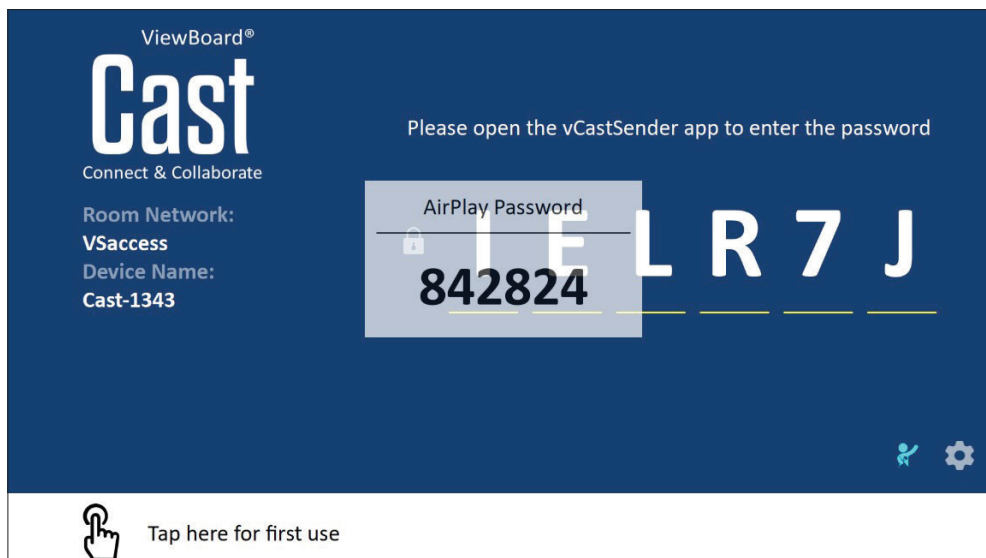 ViewBoard®
Cast
Connect & Collaborate
Room Network:
VSaccess
Device Name:
Cast-1343
Please open the vCastSender app to enter the password
I E L R 7 J
AirPlay Password
842824
Tap here for first use